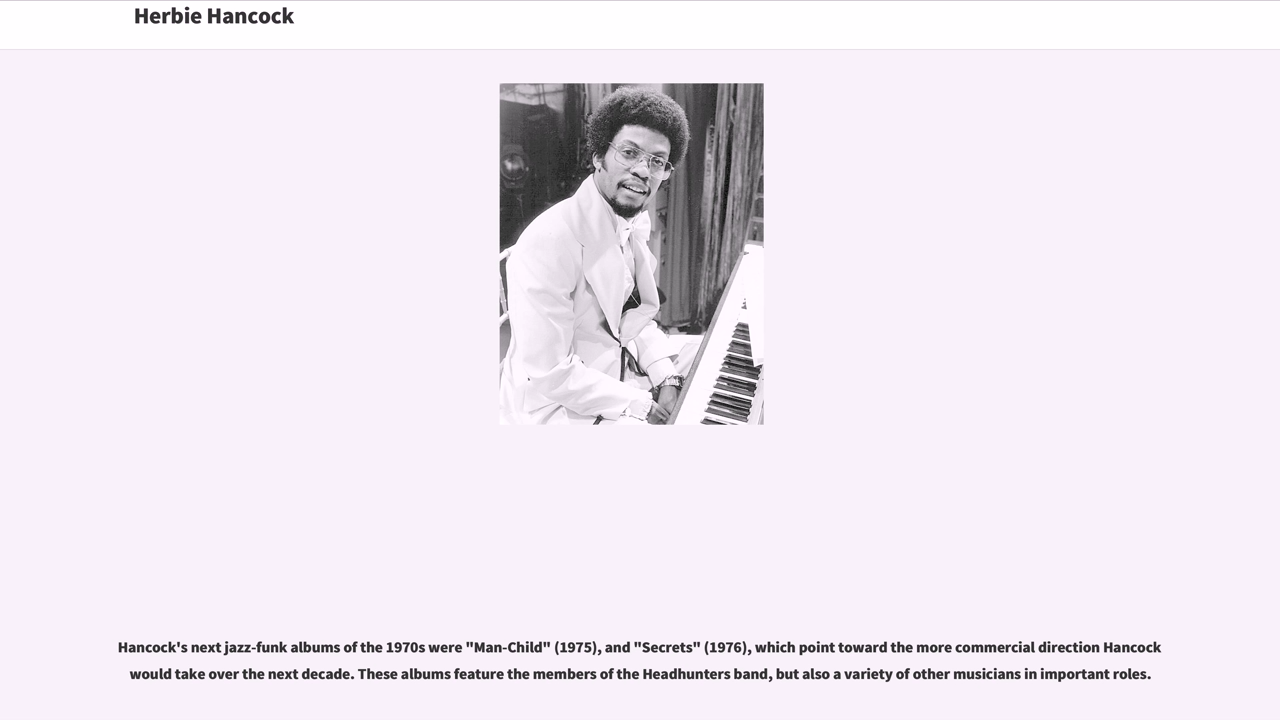 Herbie Hancock
Hancock's next jazz-funk albums of the 1970s were "Man-Child" (1975), and "Secrets" (1976), which point toward the more commercial direction Hancock
would take over the next decade. These albums feature the members of the Headhunters band, but also a variety of other musicians in important roles.